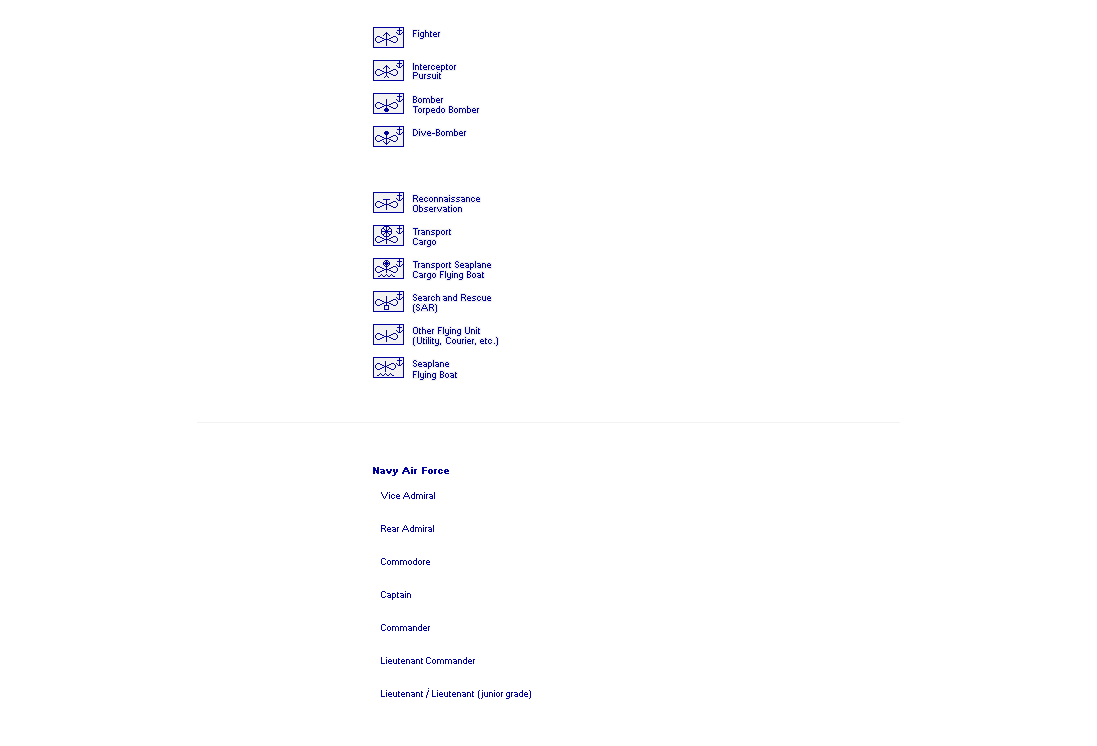 Fighter
Interceptor
Pursuit
Bomber
Torpedo Bomber
Dive-Bomber
Reconnaissance
Observation
Transport
Cargo
Transport Seaplane
Cargo Flying Boat
Search and Rescue
(SAR)
Other Flying Unit
(Utility, Courier, etc.)
Seaplane
Flying Boat
Navy Air Force
Vice Admiral
Rear Admiral
Commodore
Captain
Commander
Lieutenant Commander
Lieutenant / Lieutenant (junior grade)